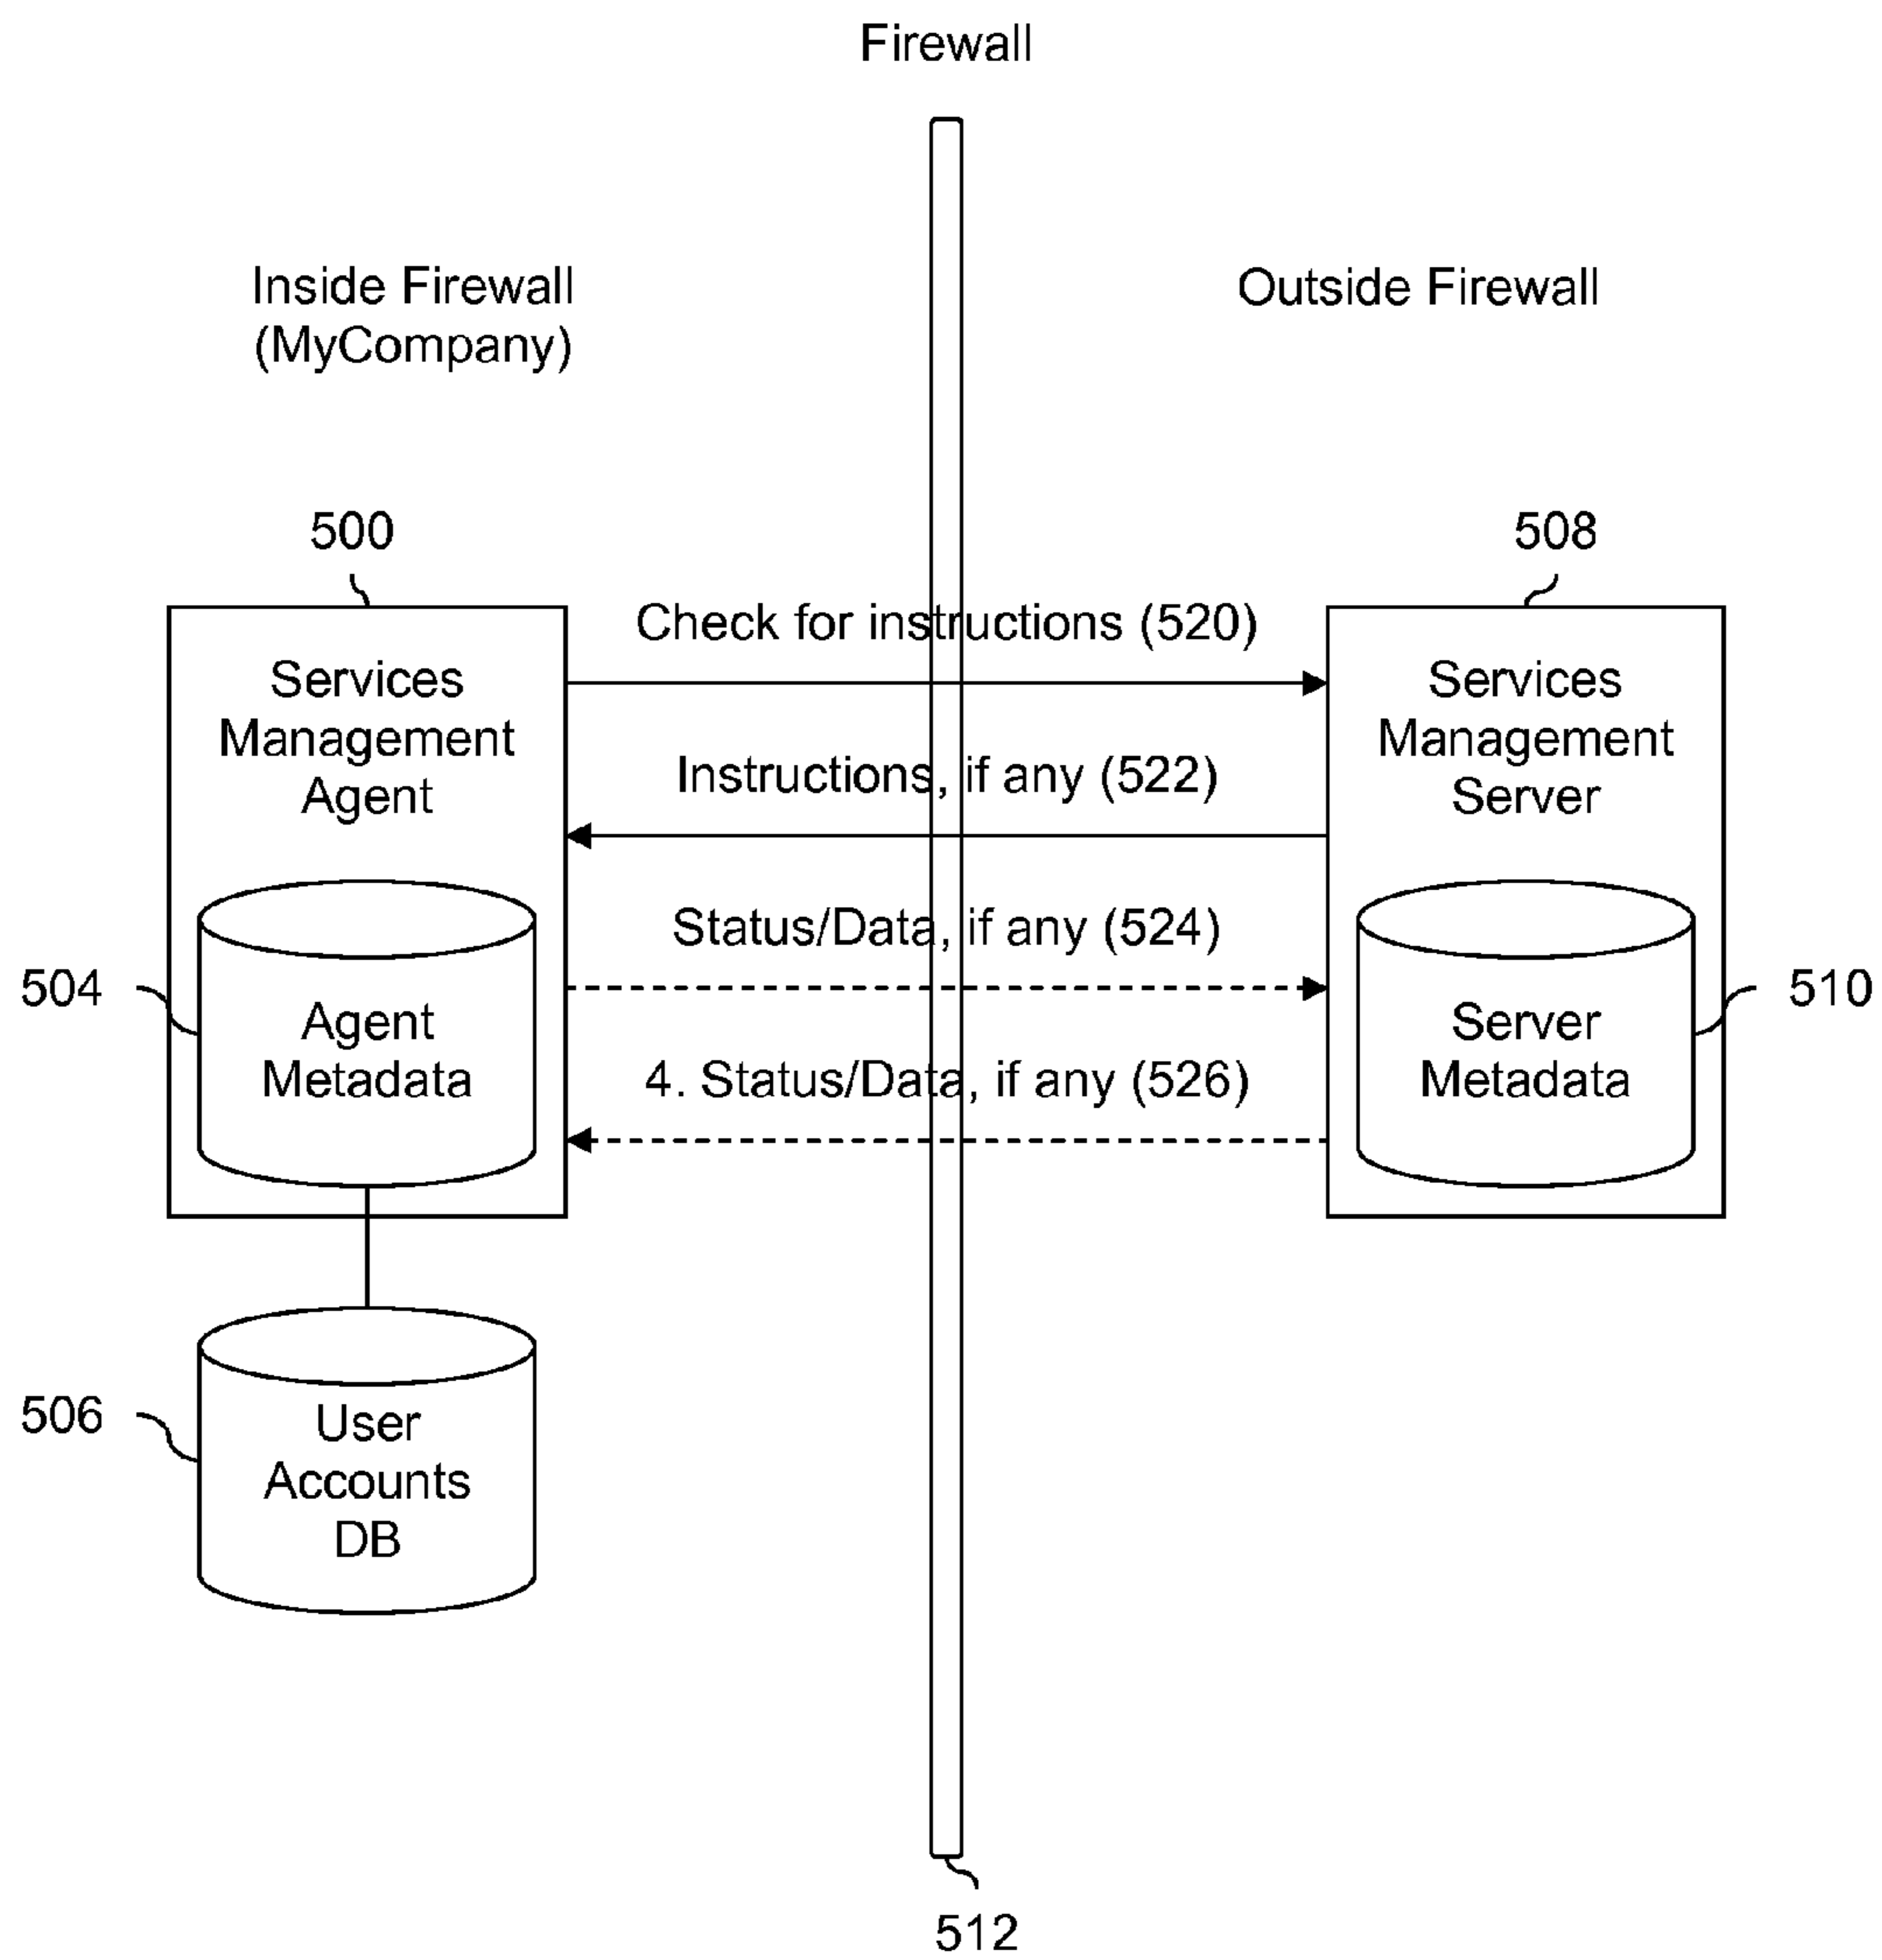 Firewall
Inside Firewall
(MyCompany)
Outside Firewall
500
508
Check for instructions (520)
Services
Management
Agent
Services
Management
Server
Instructions, if any (522)
Status/Data, if any (524)
504
Agent
Metadata
Server
Metadata
510
4. Status/Data, if any (526)
506
User
Accounts
DB
512